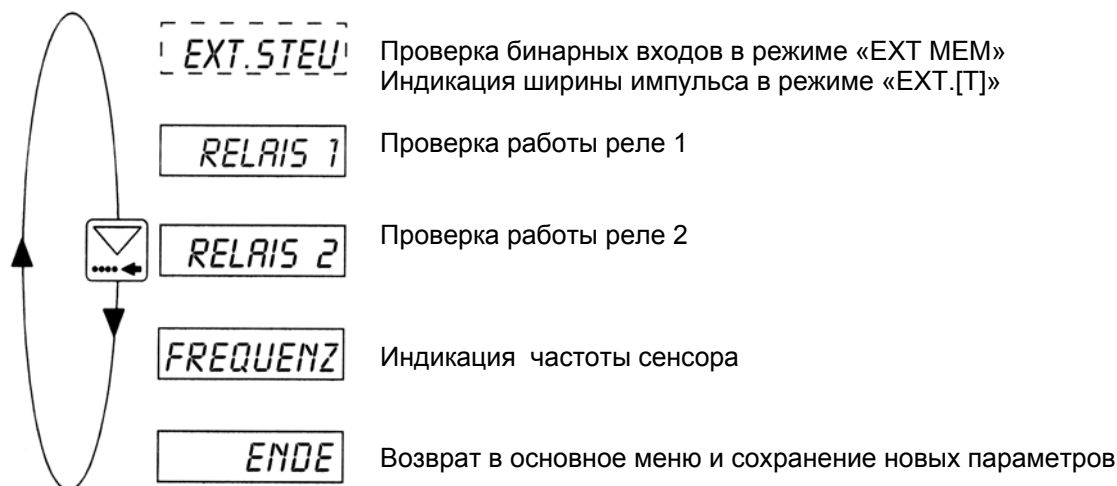 EXT.STEU Проверка бинарных входов в режиме «EXT MEM»
Индикация ширины импульса в режиме «EXT.[T]»
RELAIS 1 Проверка работы реле 1
RELAIS 2 Проверка работы реле 2
FREQUENZ Индикация частоты сенсора
ENDE Возврат в основное меню и сохранение новых параметров